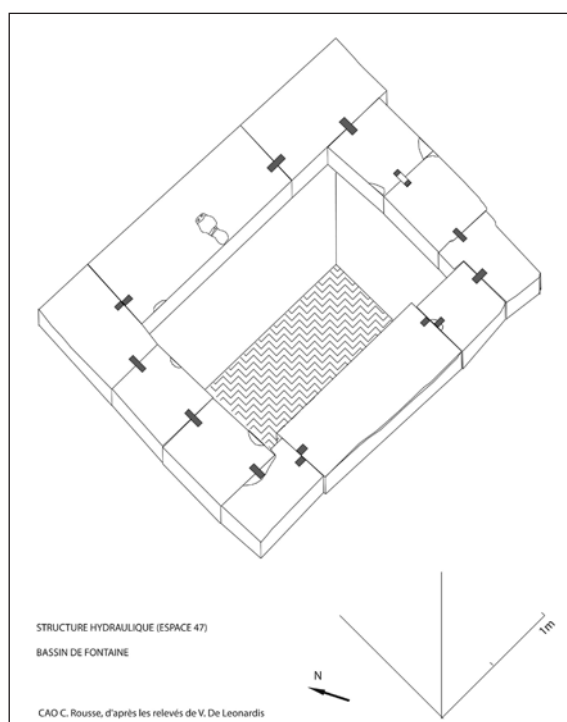 1m
N
STRUCTURE HYDRAULIQUE (ESPACE 47)
BASSIN DE FONTAINE
CAO C. Rousse, d'après les relevés de V. De Leonardis